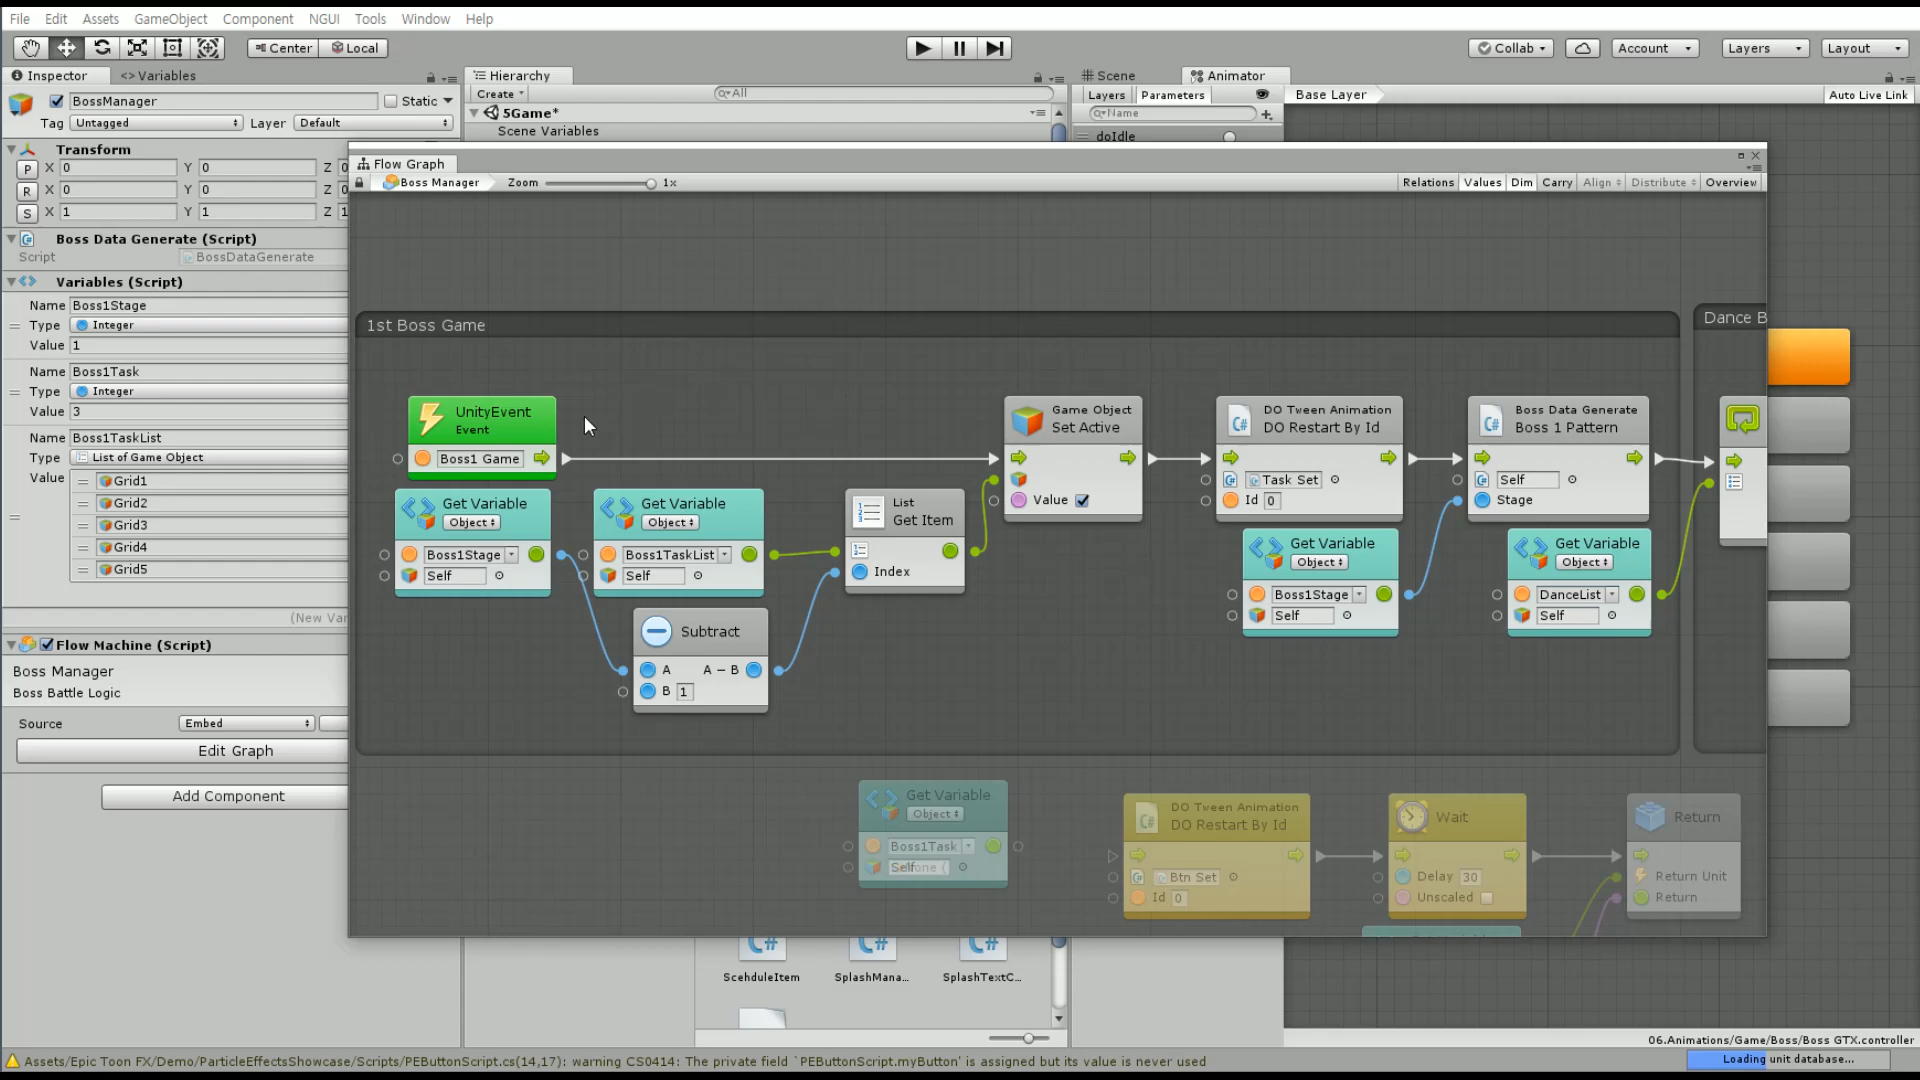 File Edit Assets GameObject Component NGUI Tools Window Help
Center Local Collab Account Layers Layout
Inspector <> Variables
Hierarchy
Scene
Animator
BossManager Static
Tag Untagged Layer Default
Create All
Layers Parameters
Base Layer
Auto Live Link
5Game*
Name
Scene Variables
doIdle
Transform
P X 0 Y 0 Z 0
R X 0 Y 0 Z 0
S X 1 Y 1 Z 1
Boss Data Generate (Script)
Script BossDataGenerate
Variables (Script)
Name Boss1Stage
Type Integer
Value 1
Name Boss1Task
Type Integer
Value 3
Name Boss1TaskList
Type List of Game Object
Value Grid1
Grid2
Grid3
Grid4
Grid5
(New Var
Flow Machine (Script)
Boss Manager
Boss Battle Logic
Source Embed
Edit Graph
Add Component
Flow Graph
Boss Manager Zoom 1x
Relations Values Dim Carry Align Distribute Overview
1st Boss Game
Dance B
UnityEvent
Event
Boss1 Game
Get Variable
Object
Boss1Stage
Self
Get Variable
Object
Boss1TaskList
Self
Subtract
A A − B
B 1
List
Get Item
Index
Game Object
Set Active
Value
DO Tween Animation
DO Restart By Id
Task Set
Id 0
Get Variable
Object
Boss1Stage
Self
Boss Data Generate
Boss 1 Pattern
Self
Stage
Get Variable
Object
DanceList
Self
Get Variable
Object
Boss1Task
Self
DO Tween Animation
DO Restart By Id
Btn Set
Id 0
Wait
Delay 30
Unscaled
Return
Return Unit
Return
ScehduleItem SplashMana... SplashTextC...
06.Animations/Game/Boss/Boss GTX.controller
Assets/Epic Toon FX/Demo/ParticleEffectsShowcase/Scripts/PEButtonScript.cs(14,17): warning CS0414: The private field `PEButtonScript.myButton' is assigned but its value is never used
Loading unit database...